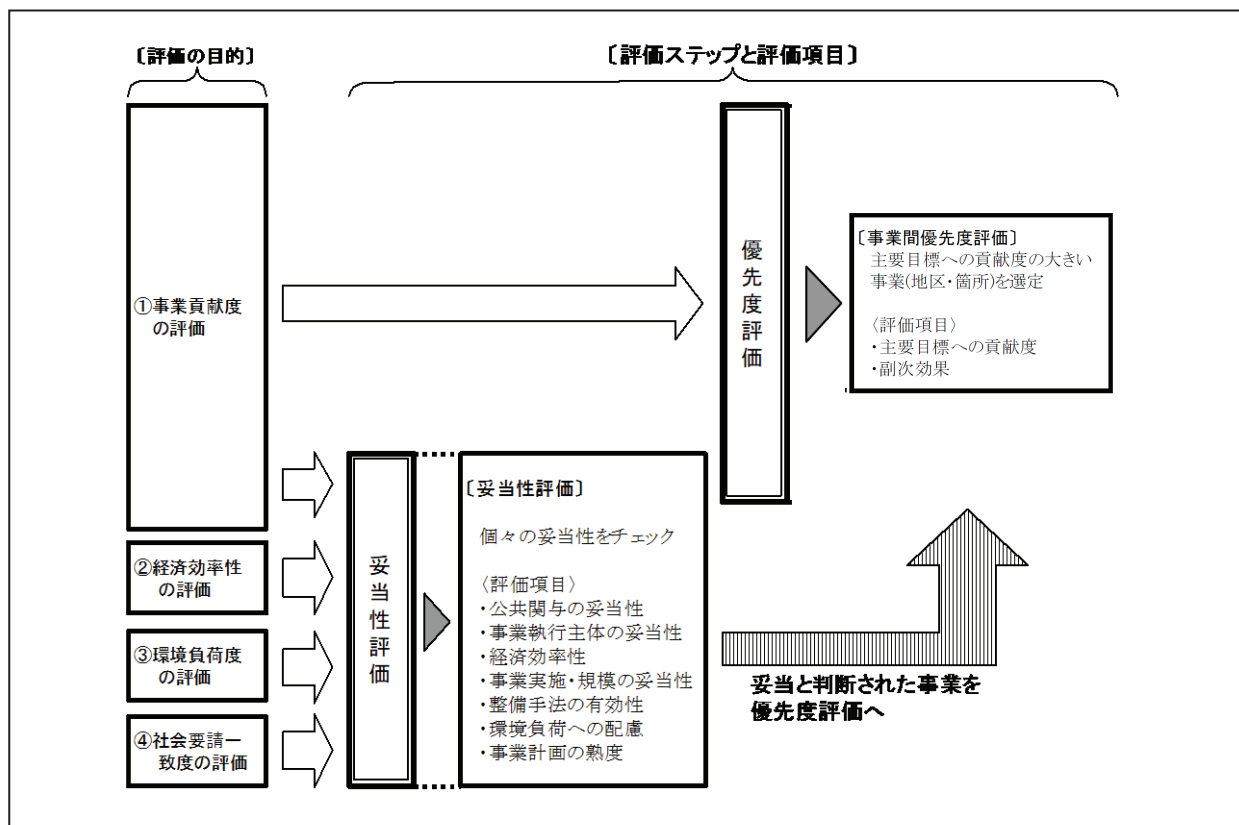 〔評価の目的〕
〔評価ステップと評価項目〕
①事業貢献度
の評価
②経済効率性
の評価
③環境負荷度
の評価
④社会要請一
致度の評価
妥当性評価
〔妥当性評価〕
個々の妥当性をチェック
〈評価項目〉
・公共関与の妥当性
・事業執行主体の妥当性
・経済効率性
・事業実施・規模の妥当性
・整備手法の有効性
・環境負荷への配慮
・事業計画の熟度
優先度評価
〔事業間優先度評価〕
主要目標への貢献度の大きい
事業(地区・箇所)を選定
〈評価項目〉
・主要目標への貢献度
・副次効果
妥当と判断された事業を
優先度評価へ